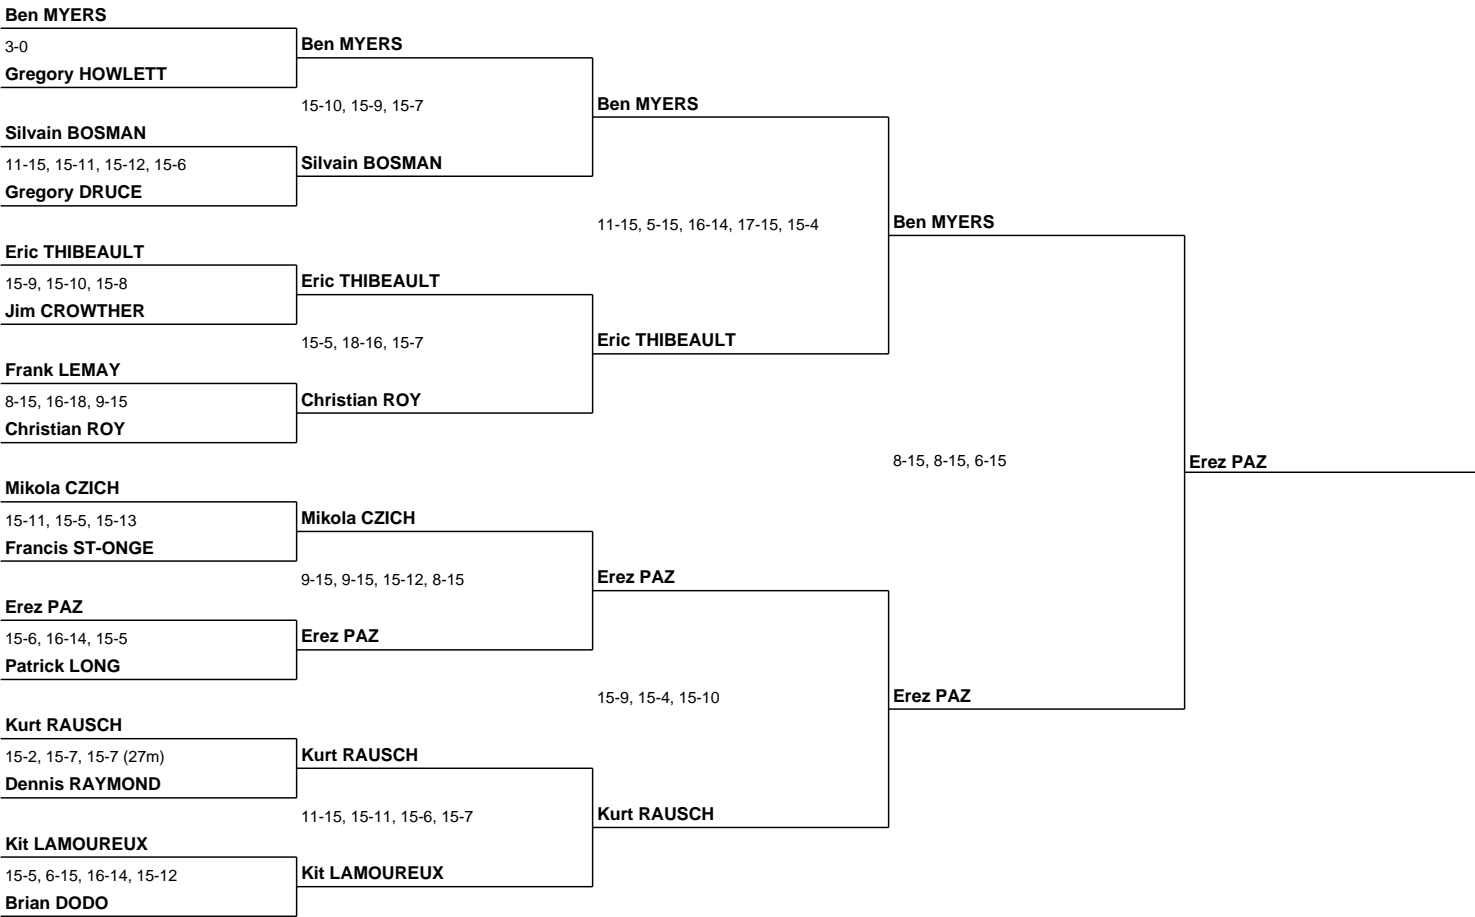 Ben MYERS
3-0
Gregory HOWLETT
Silvain BOSMAN
11-15, 15-11, 15-12, 15-6
Gregory DRUCE
Eric THIBEAULT
15-9, 15-10, 15-8
Jim CROWTHER
Frank LEMAY
8-15, 16-18, 9-15
Christian ROY
Mikola CZICH
15-11, 15-5, 15-13
Francis ST-ONGE
Erez PAZ
15-6, 16-14, 15-5
Patrick LONG
Kurt RAUSCH
15-2, 15-7, 15-7 (27m)
Dennis RAYMOND
Kit LAMOUREUX
15-5, 6-15, 16-14, 15-12
Brian DODO
Ben MYERS
15-10, 15-9, 15-7
Silvain BOSMAN
Eric THIBEAULT
15-5, 18-16, 15-7
Christian ROY
Mikola CZICH
9-15, 9-15, 15-12, 8-15
Erez PAZ
Kurt RAUSCH
11-15, 15-11, 15-6, 15-7
Kit LAMOUREUX
Ben MYERS
11-15, 5-15, 16-14, 17-15, 15-4
Eric THIBEAULT
Erez PAZ
15-9, 15-4, 15-10
Kurt RAUSCH
Ben MYERS
8-15, 8-15, 6-15
Erez PAZ
Erez PAZ